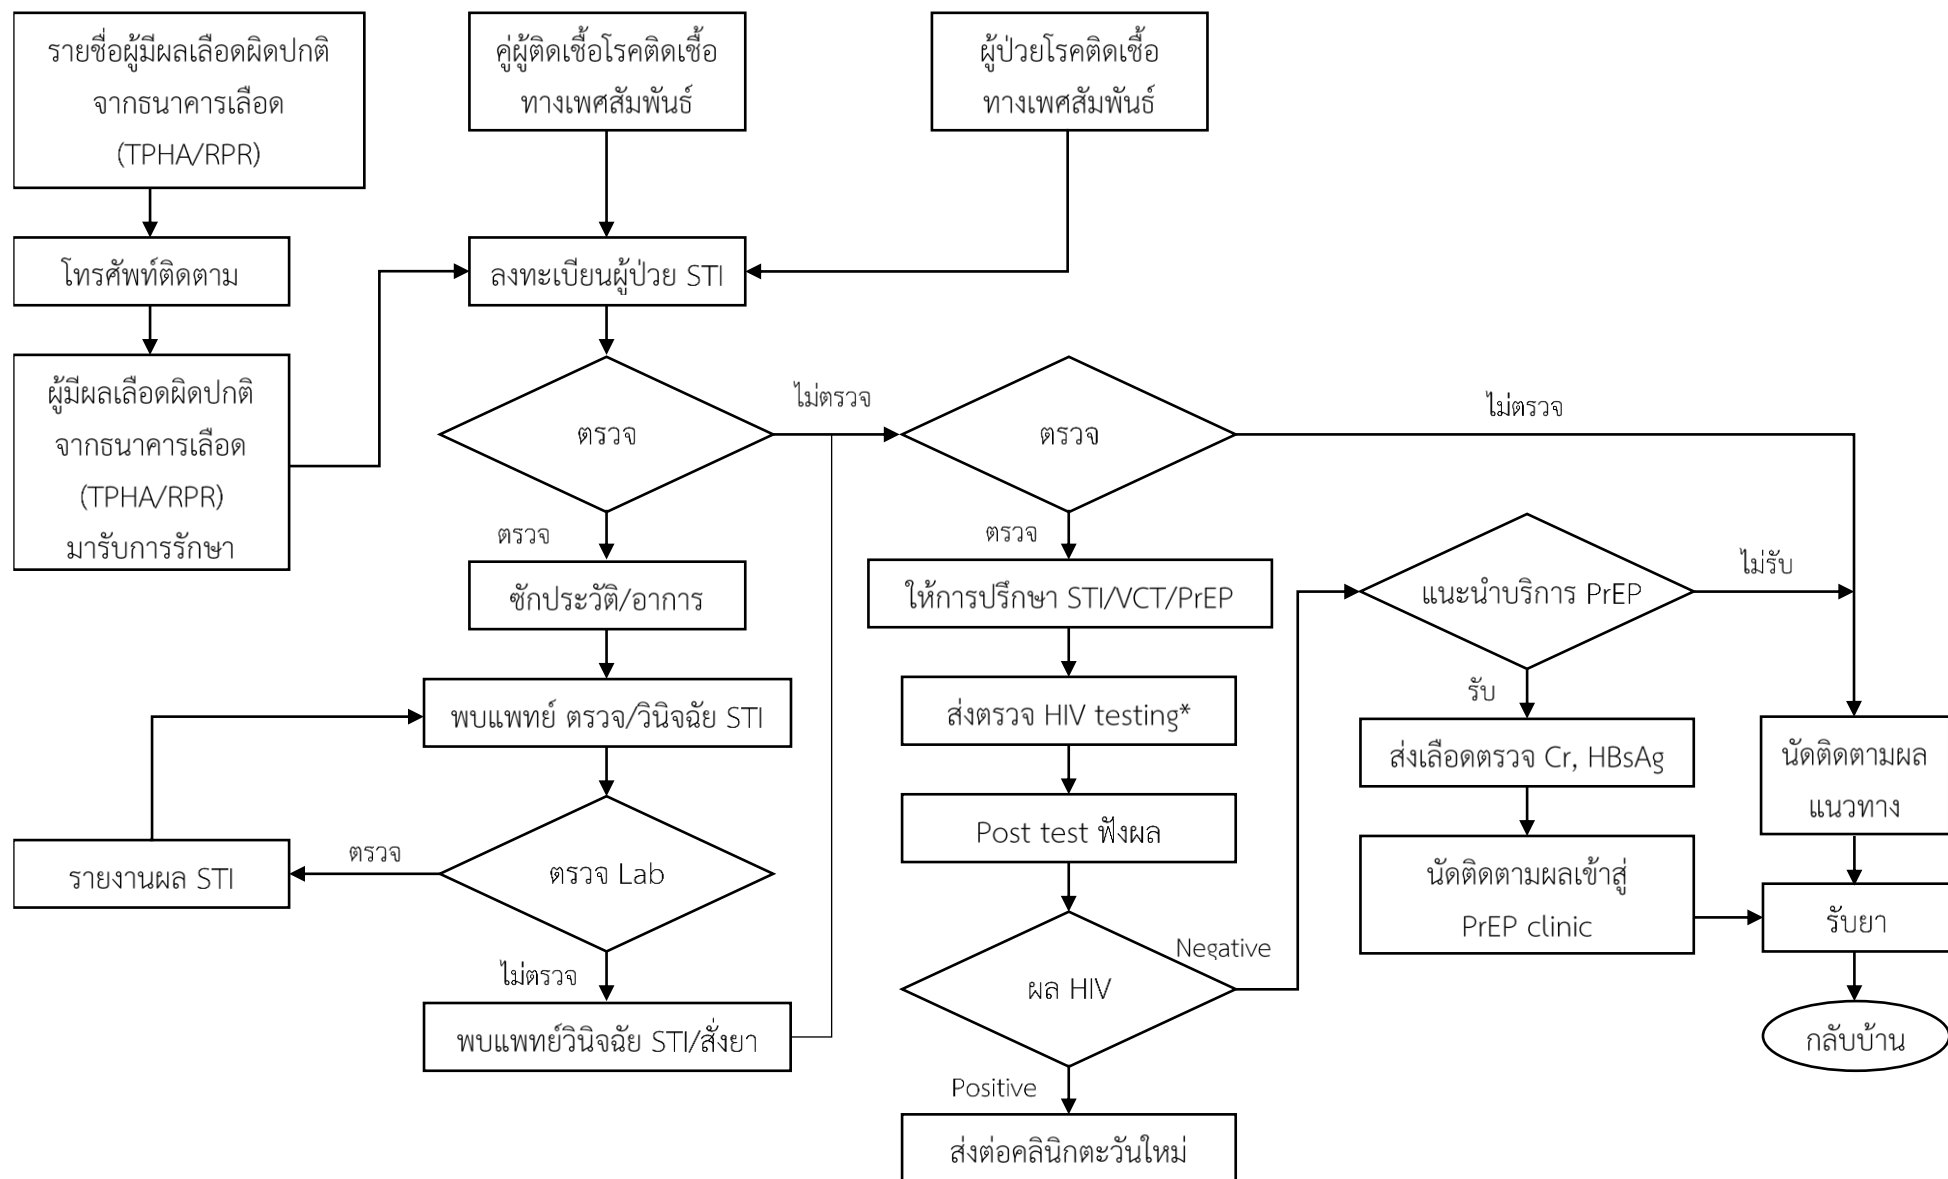 รายชื่อผู้มีผลเลือดผิดปกติ
จากธนาคารเลือด
(TPHA/RPR)
คู่ผู้ติดเชื้อโรคติดเชื้อ
ทางเพศสัมพันธ์
ผู้ป่วยโรคติดเชื้อ
ทางเพศสัมพันธ์
โทรศัพท์ติดตาม
ลงทะเบียนผู้ป่วย STI
ผู้มีผลเลือดผิดปกติ
จากธนาคารเลือด
(TPHA/RPR)
มารับการรักษา
ตรวจ
ไม่ตรวจ
ตรวจ
ไม่ตรวจ
ตรวจ
ซักประวัติ/อาการ
พบแพทย์ ตรวจ/วินิจฉัย STI
ตรวจ Lab
ตรวจ
รายงานผล STI
ไม่ตรวจ
พบแพทย์วินิจฉัย STI/สั่งยา
ตรวจ
ให้การปรึกษา STI/VCT/PrEP
ส่งตรวจ HIV testing*
Post test ฟังผล
ผล HIV
Negative
Positive
ส่งต่อคลินิกตะวันใหม่
แนะนำบริการ PrEP
ไม่รับ
รับ
ส่งเลือดตรวจ Cr, HBsAg
นัดติดตามผลเข้าสู่
PrEP clinic
นัดติดตามผล
แนวทาง
รับยา
กลับบ้าน